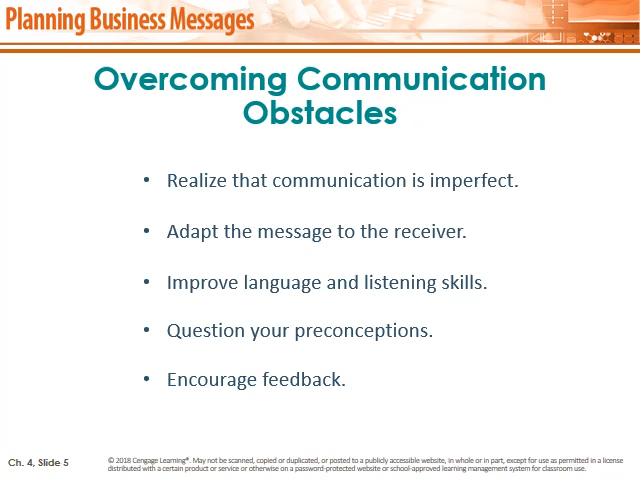 Planning Business Messages
Overcoming Communication
Obstacles
• Realize that communication is imperfect.
• Adapt the message to the receiver.
• Improve language and listening skills.
• Question your preconceptions.
• Encourage feedback.
Ch. 4, Slide 5
© 2018 Cengage Learning®. May not be scanned, copied or duplicated, or posted to a publicly accessible website, in whole or in part, except for use as permitted in a license
distributed with a certain product or service or otherwise on a password-protected website or school-approved learning management system for classroom use.